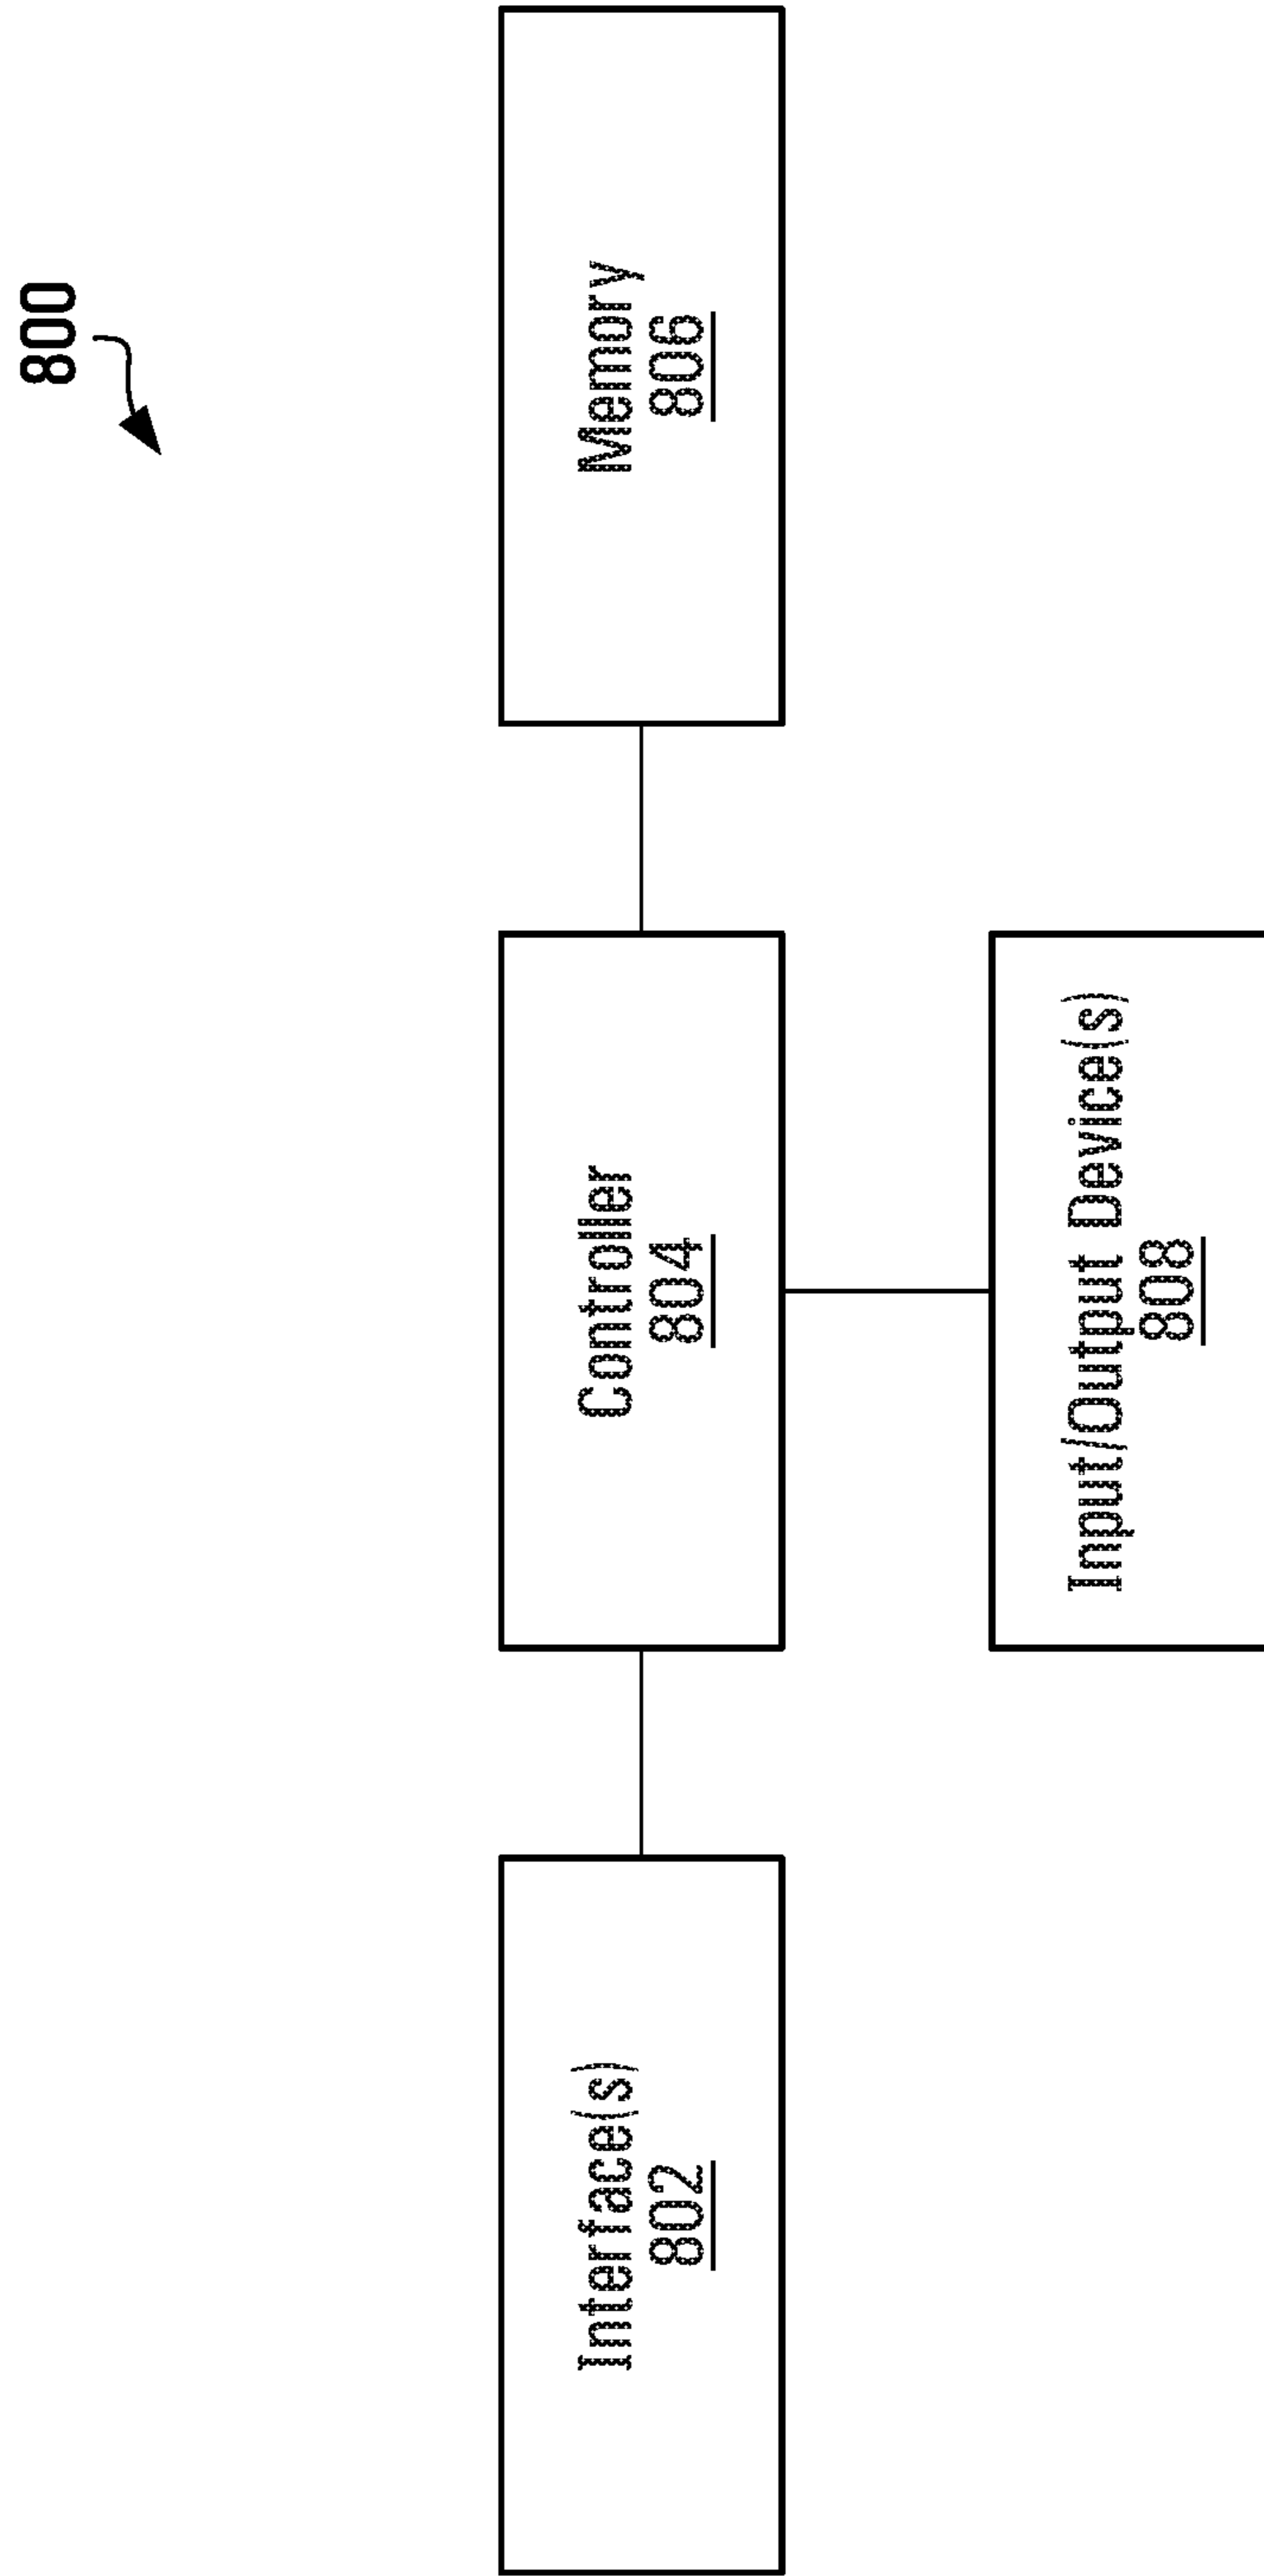 800
Interface(s)
802
Controller
804
Memory
806
Input/Output Device(s)
808